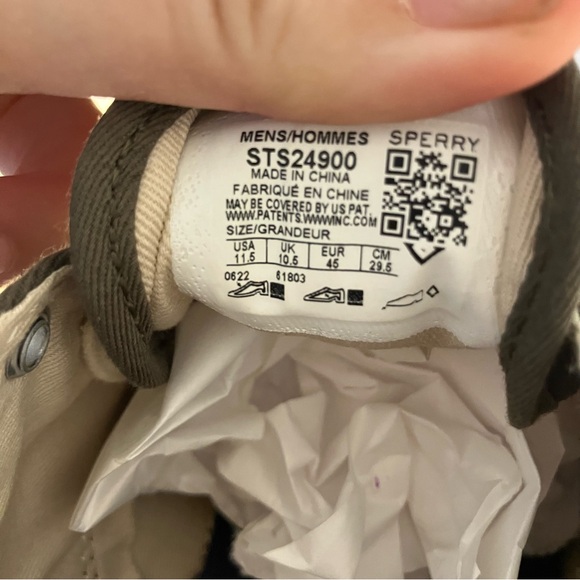 MENS/HOMMES SPERRY
STS24900
MADE IN CHINA
FABRIQUÉ EN CHINE
MAY BE COVERED BY US PAT.
WWW.PATENTS.WWWINC.COM
SIZE/GRANDEUR
USA UK EUR CM
11.5 10.5 45 29.5
0622 61803